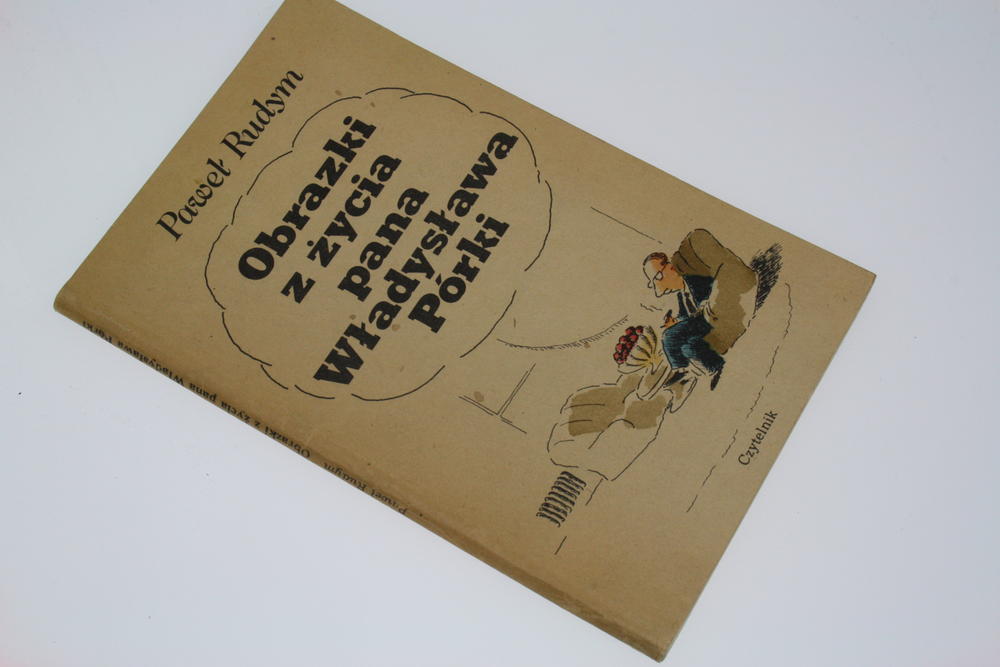 Paweł Rudym
Obrazki
z życia
pana
Władysława
Pórki
Czytelnik
Paweł Rudym Obrazki z życia pana Władysława Pórki